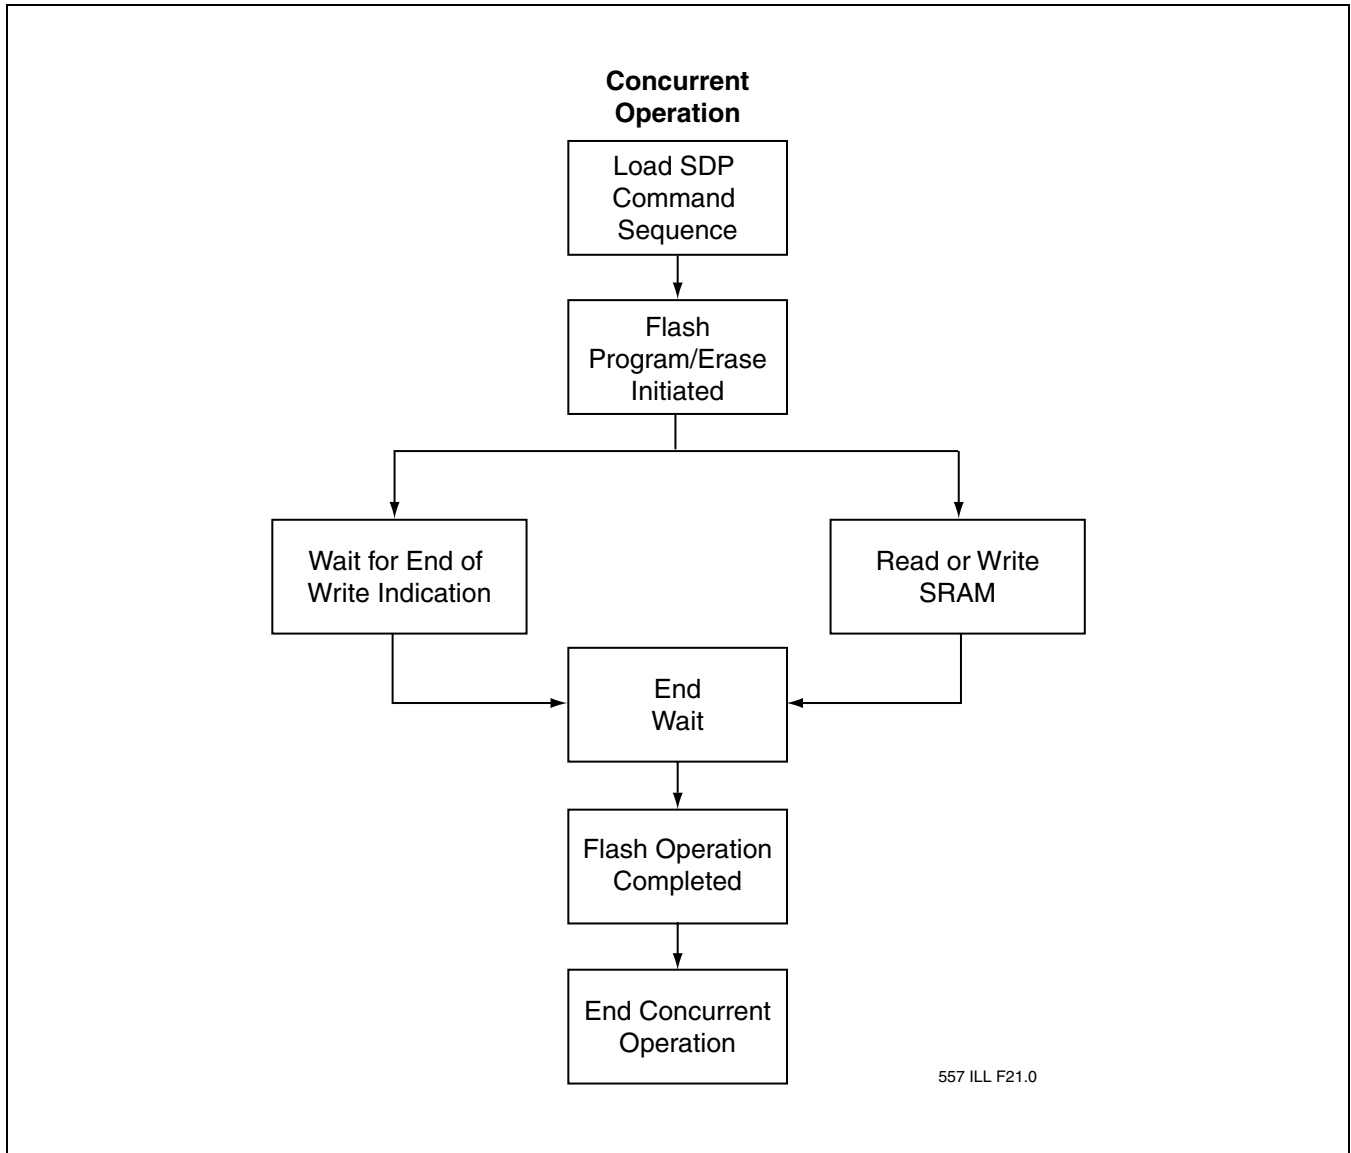 Concurrent
Operation
Load SDP
Command
Sequence
Flash
Program/Erase
Initiated
Wait for End of
Write Indication
Read or Write
SRAM
End
Wait
Flash Operation
Completed
End Concurrent
Operation
557 ILL F21.0